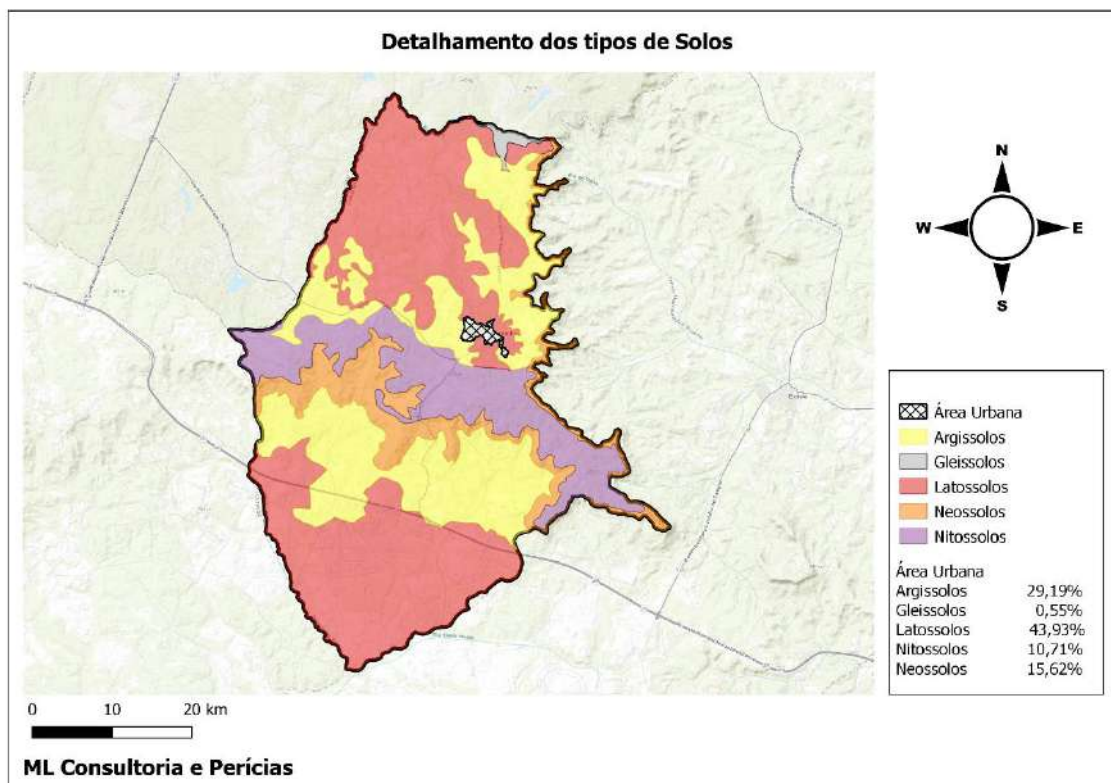 Detalhamento dos tipos de Solos
N
W
E
S
Área Urbana
Argissolos
Gleissolos
Latossolos
Neossolos
Nitossolos
Área Urbana
Argissolos 29,19%
Gleissolos 0,55%
Latossolos 43,93%
Nitossolos 10,71%
Neossolos 15,62%
0 10 20 km
ML Consultoria e Perícias